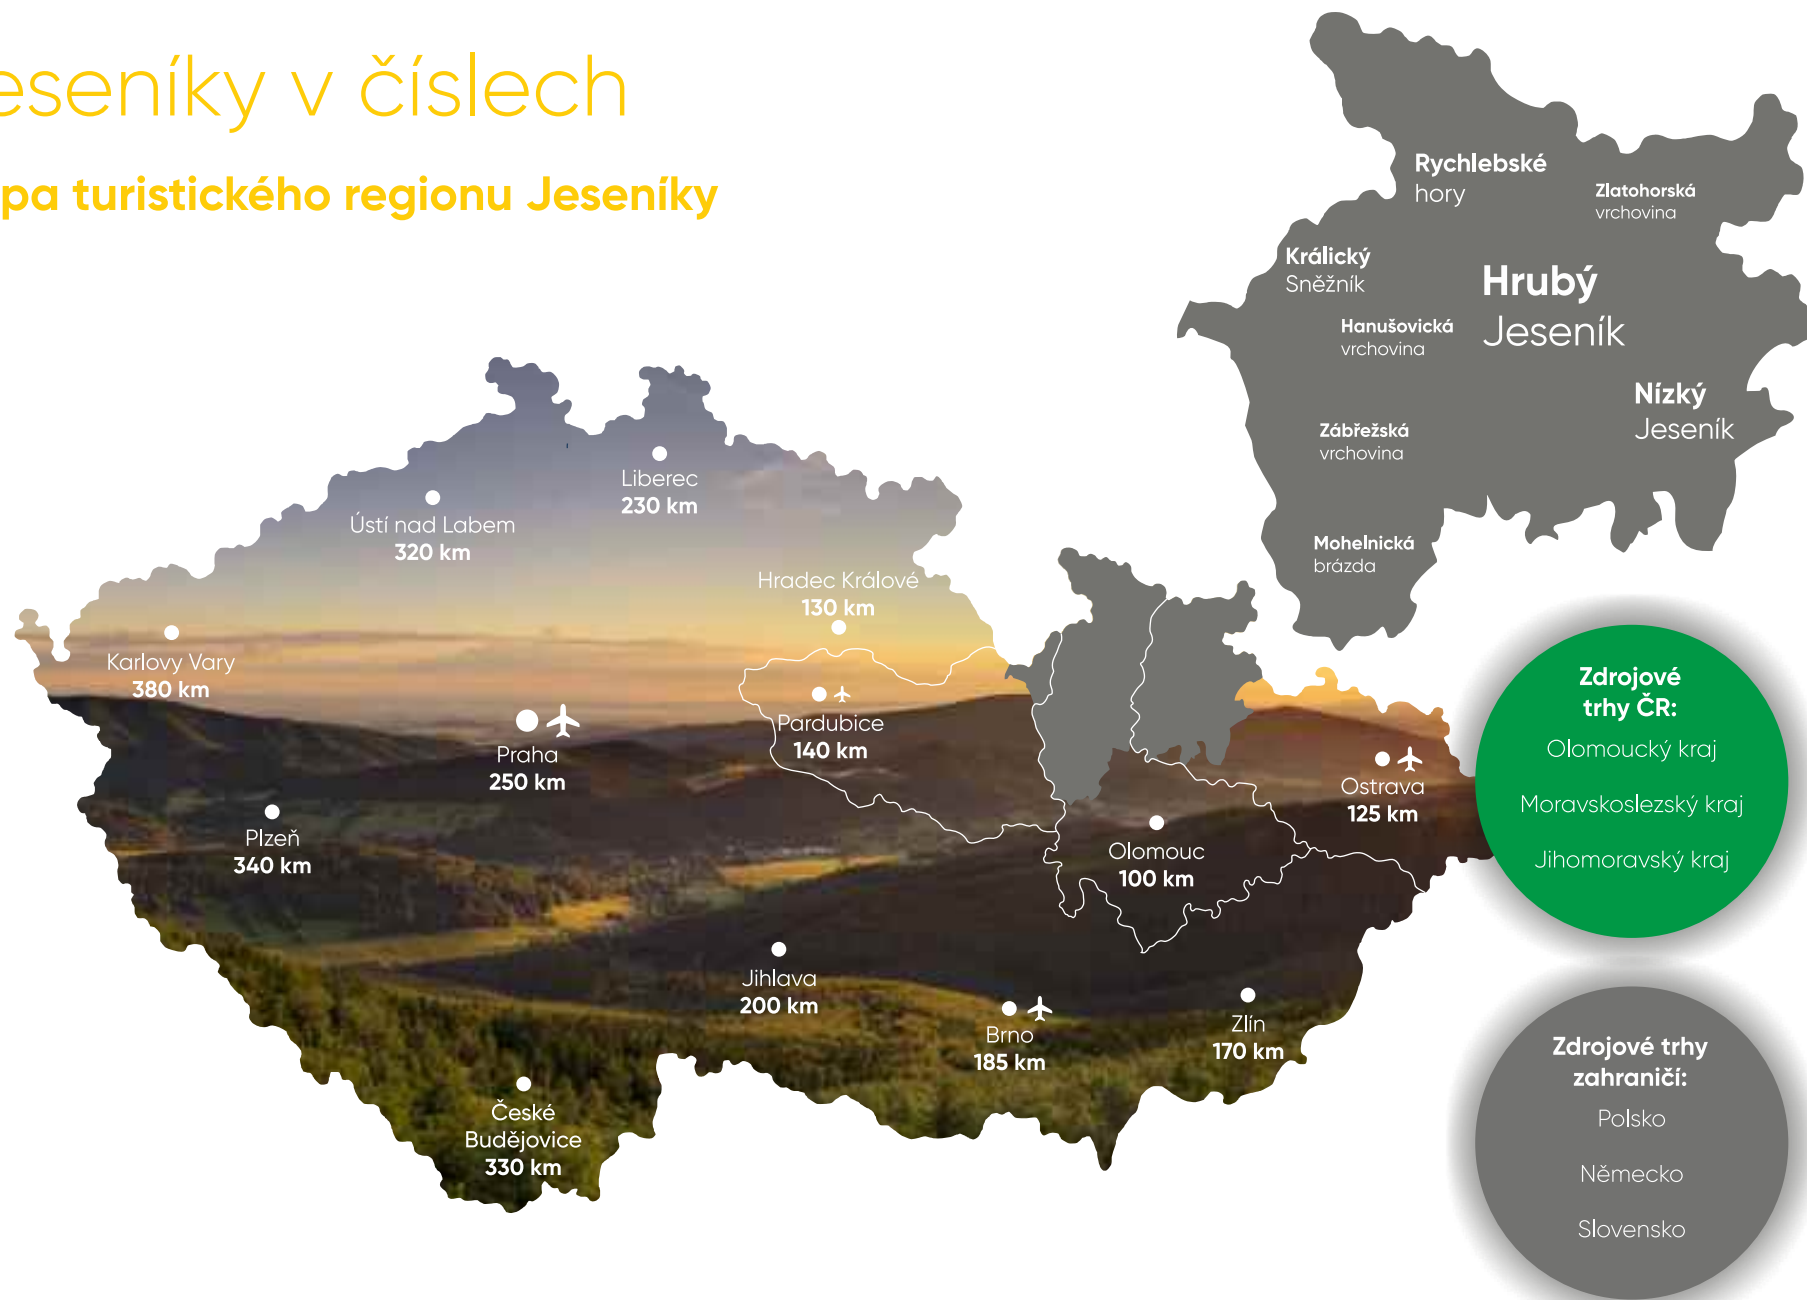 eseníky v číslech
pa turistického regionu Jeseníky
Rychlebské
hory
Zlatohorská
vrchovina
Králický
Sněžník
Hrubý
Jeseník
Hanušovická
vrchovina
Nízký
Jeseník
Zábřežská
vrchovina
Mohelnická
brázda
Liberec
230 km
Ústí nad Labem
320 km
Hradec Králové
130 km
Karlovy Vary
380 km
Pardubice
140 km
Praha
250 km
Ostrava
125 km
Plzeň
340 km
Olomouc
100 km
Jihlava
200 km
Brno
185 km
Zlín
170 km
České
Budějovice
330 km
Zdrojové
trhy ČR:
Olomoucký kraj
Moravskoslezský kraj
Jihomoravský kraj
Zdrojové trhy
zahraničí:
Polsko
Německo
Slovensko